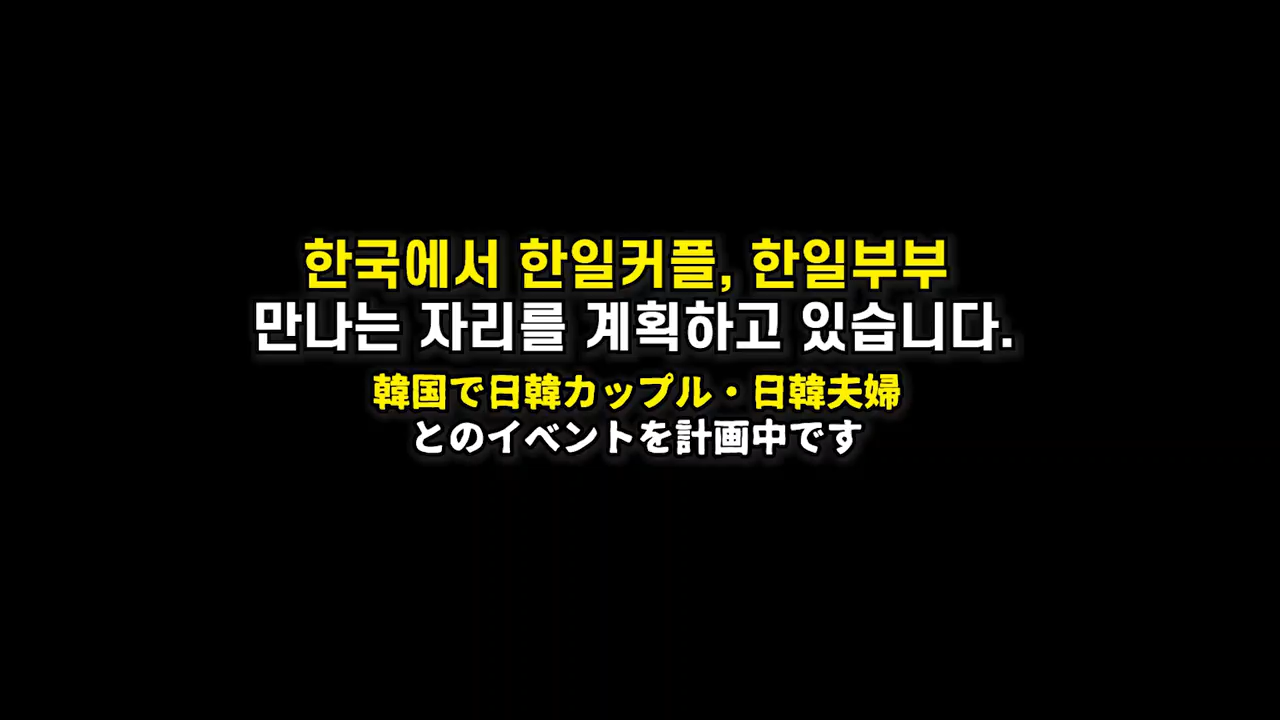 한국에서 한일커플, 한일부부
만나는 자리를 계획하고 있습니다.
韓国で日韓カップル・日韓夫婦
とのイベントを計画中です